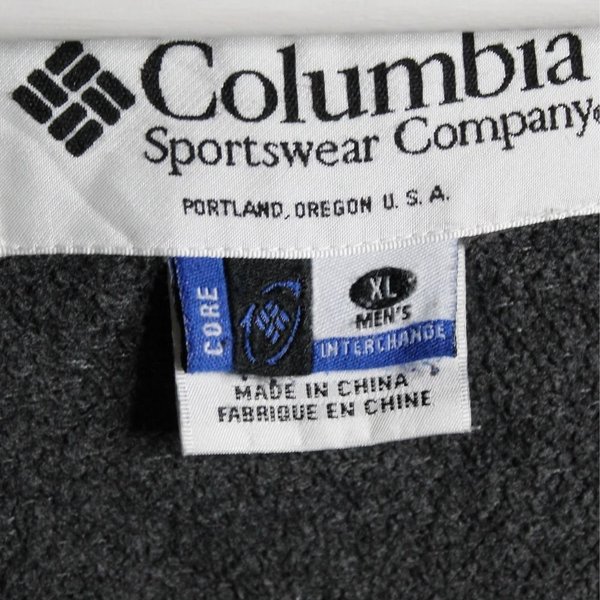 Columbia
Sportswear Company®
PORTLAND, OREGON U. S. A.
CORE
XL
MEN'S
INTERCHANGE
MADE IN CHINA
FABRIQUE EN CHINE